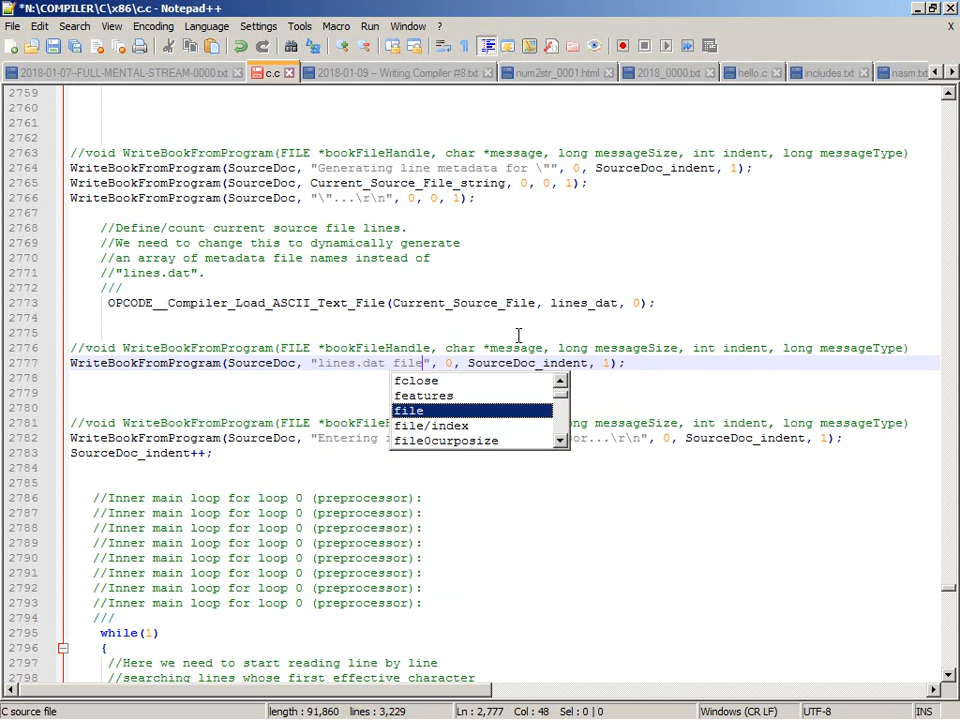 *N:\COMPILER\C\x86\c.c - Notepad++
File Edit Search View Encoding Language Settings Tools Macro Run Window ? X
2018-01-07-FULL-MENTAL-STREAM-0000.txt c.c 2018-01-09 -- Writing Compiler #8.txt num2str_0001.html 2018_0000.txt hello.c includes.txt nasm.tx
2759
2760
2761
2762
2763 //void WriteBookFromProgram(FILE *bookFileHandle, char *message, long messageSize, int indent, long messageType)
2764 WriteBookFromProgram(SourceDoc, "Generating line metadata for \"", 0, SourceDoc_indent, 1);
2765 WriteBookFromProgram(SourceDoc, Current_Source_File_string, 0, 0, 1);
2766 WriteBookFromProgram(SourceDoc, "\"...\r\n", 0, 0, 1);
2767
2768 //Define/count current source file lines.
2769 //We need to change this to dynamically generate
2770 //an array of metadata file names instead of
2771 //"lines.dat".
2772 ///
2773 OPCODE__Compiler_Load_ASCII_Text_File(Current_Source_File, lines_dat, 0);
2774
2775
2776 //void WriteBookFromProgram(FILE *bookFileHandle, char *message, long messageSize, int indent, long messageType)
2777 WriteBookFromProgram(SourceDoc, "lines.dat file", 0, SourceDoc_indent, 1);
2778 fclose
2779 features
2780 file
2781 //void WriteBookFromProgram(FILE *bo file/index g messageSize, int indent, long messageType)
2782 WriteBookFromProgram(SourceDoc, "Entering i file0curposize or...\r\n", 0, SourceDoc_indent, 1);
2783 SourceDoc_indent++;
2784
2785
2786 //Inner main loop for loop 0 (preprocessor):
2787 //Inner main loop for loop 0 (preprocessor):
2788 //Inner main loop for loop 0 (preprocessor):
2789 //Inner main loop for loop 0 (preprocessor):
2790 //Inner main loop for loop 0 (preprocessor):
2791 //Inner main loop for loop 0 (preprocessor):
2792 //Inner main loop for loop 0 (preprocessor):
2793 //Inner main loop for loop 0 (preprocessor):
2794 ///
2795 while(1)
2796 {
2797 //Here we need to start reading line by line
2798 //searching lines whose first effective character
C source file length : 91,860 lines : 3,229 Ln : 2,777 Col : 48 Sel : 0 | 0 Windows (CR LF) UTF-8 INS